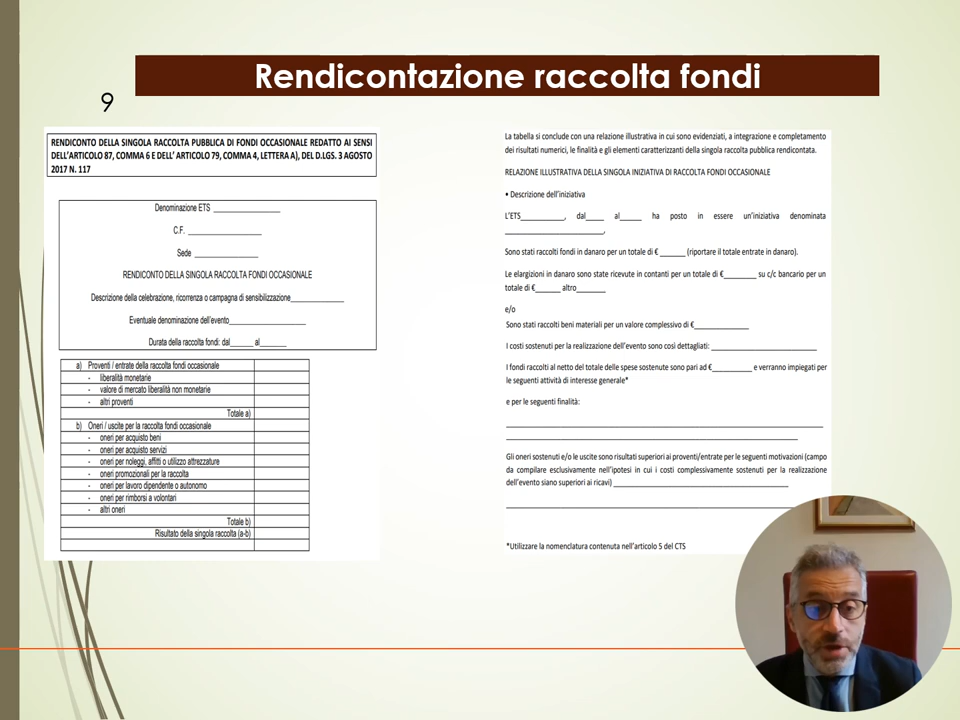 Rendicontazione raccolta fondi
9
RENDICONTO DELLA SINGOLA RACCOLTA PUBBLICA DI FONDI OCCASIONALE REDATTO AI SENSI
DELL'ARTICOLO 87, COMMA 6 E DELL' ARTICOLO 79, COMMA 4, LETTERA A), DEL D.LGS. 3 AGOSTO
2017 N. 117
Denominazione ETS _______________
C.F. _______________
Sede _______________
RENDICONTO DELLA SINGOLA RACCOLTA FONDI OCCASIONALE
Descrizione della celebrazione, ricorrenza o campagna di sensibilizzazione____________
Eventuale denominazione dell'evento_________________
Durata della raccolta fondi: dal_____ al______
a) Proventi / entrate della raccolta fondi occasionale
- liberalità monetarie
- valore di mercato liberalità non monetarie
- altri proventi
Totale a)
b) Oneri / uscite per la raccolta fondi occasionale
- oneri per acquisto beni
- oneri per acquisto servizi
- oneri per noleggi, affitti o utilizzo attrezzature
- oneri promozionali per la raccolta
- oneri per lavoro dipendente o autonomo
- oneri per rimborsi a volontari
- altri oneri
Totale b)
Risultato della singola raccolta (a-b)
La tabella si conclude con una relazione illustrativa in cui sono evidenziati, a integrazione e completamento
dei risultati numerici, le finalità e gli elementi caratterizzanti della singola raccolta pubblica rendicontata.
RELAZIONE ILLUSTRATIVA DELLA SINGOLA INIZIATIVA DI RACCOLTA FONDI OCCASIONALE
• Descrizione dell'iniziativa
L'ETS__________, dal____ al_____ ha posto in essere un'iniziativa denominata
_______________________,
Sono stati raccolti fondi in danaro per un totale di € ______ (riportare il totale entrate in danaro).
Le elargizioni in danaro sono state ricevute in contanti per un totale di €________ su c/c bancario per un
totale di €______ altro_______
e/o
Sono stati raccolti beni materiali per un valore complessivo di €_____________
I costi sostenuti per la realizzazione dell'evento sono così dettagliati: _________________________
I fondi raccolti al netto del totale delle spese sostenute sono pari ad €_________ e verranno impiegati per
le seguenti attività di interesse generale*
e per le seguenti finalità:
______________________________________________
______________________________________________
Gli oneri sostenuti e/o le uscite sono risultati superiori ai proventi/entrate per le seguenti motivazioni (campo
da compilare esclusivamente nell'ipotesi in cui i costi complessivamente sostenuti per la realizzazione
dell'evento siano superiori ai ricavi) _________________________________________
______________________________________________
*Utilizzare la nomenclatura contenuta nell'articolo 5 del CTS